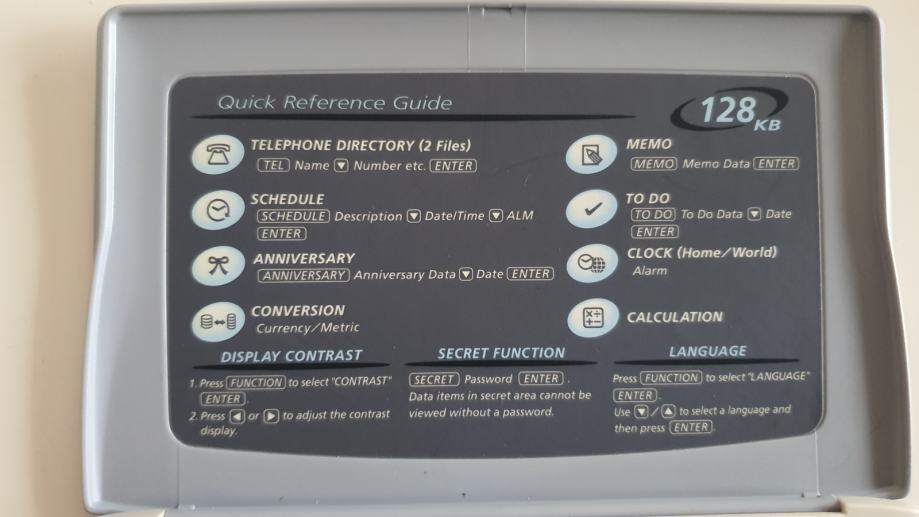 Quick Reference Guide
128 KB
TELEPHONE DIRECTORY (2 Files)
TEL Name ▼ Number etc. ENTER
SCHEDULE
SCHEDULE Description ▼ Date/Time ▼ ALM
ENTER
ANNIVERSARY
ANNIVERSARY Anniversary Data ▼ Date ENTER
CONVERSION
Currency/Metric
MEMO
MEMO Memo Data ENTER
TO DO
TO DO To Do Data ▼ Date
ENTER
CLOCK (Home/World)
Alarm
CALCULATION
DISPLAY CONTRAST
1. Press FUNCTION to select "CONTRAST"
ENTER.
2. Press ◀ or ▶ to adjust the contrast
display.
SECRET FUNCTION
SECRET Password ENTER.
Data items in secret area cannot be
viewed without a password.
LANGUAGE
Press FUNCTION to select "LANGUAGE"
ENTER.
Use ▼/▲ to select a language and
then press ENTER.